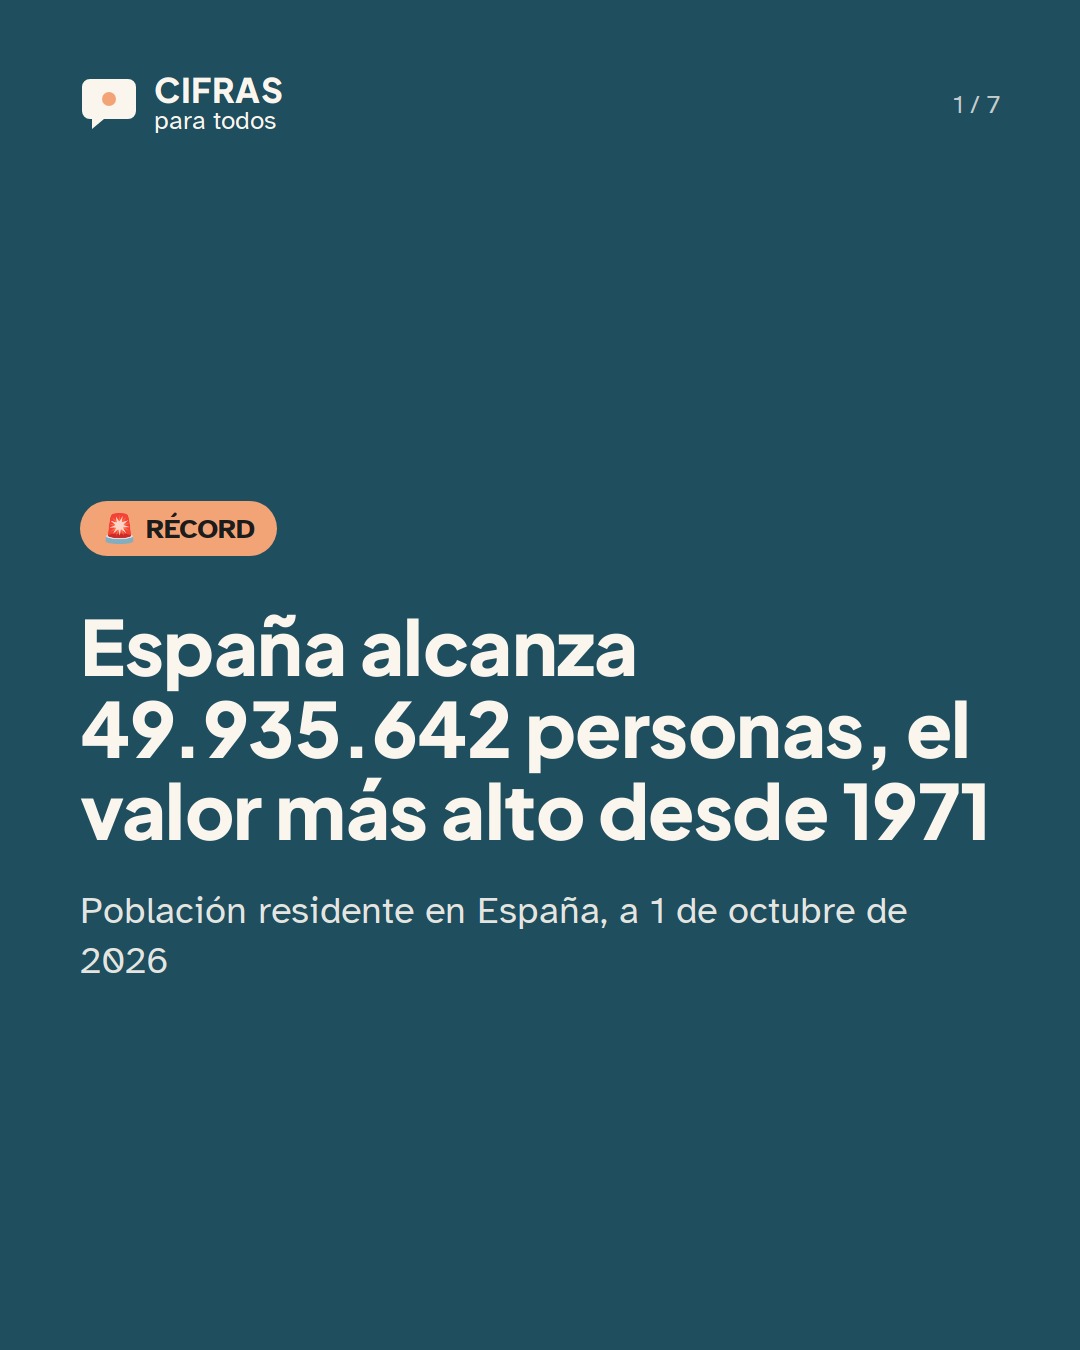 CIFRAS
para todos
1 / 7
🚨 RÉCORD
España alcanza
49.935.642 personas, el
valor más alto desde 1971
Población residente en España, a 1 de octubre de
2026